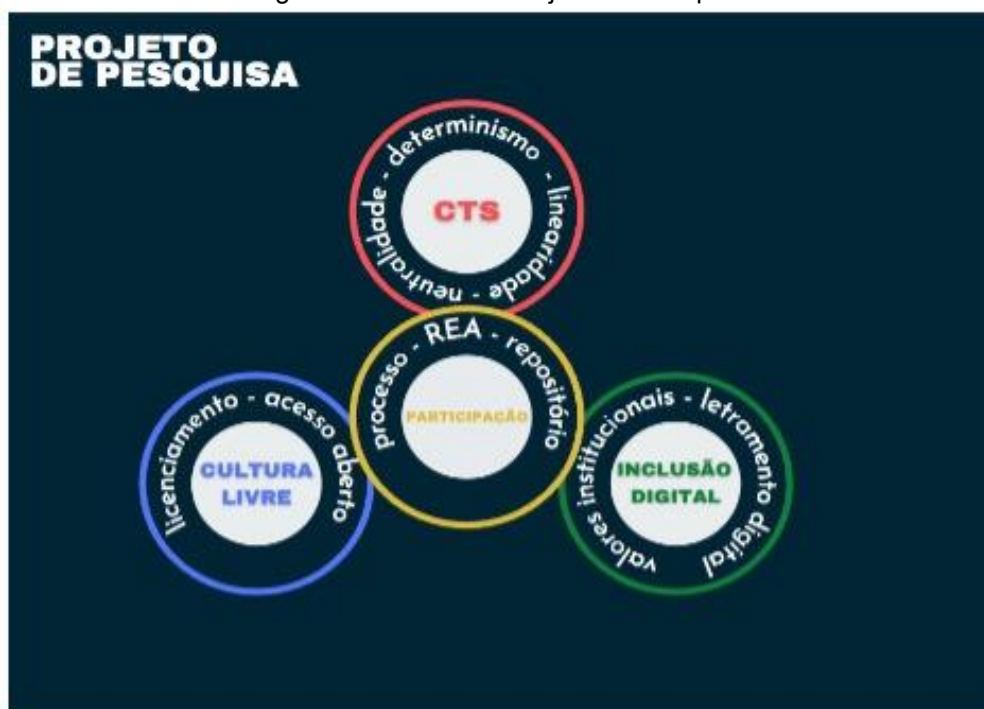 PROJETO
DE PESQUISA
neutralidade - determinismo - linearidade -
CTS
processo - REA - repositório
PARTICIPAÇÃO
licenciamento - acesso aberto
CULTURA
LIVRE
valores institucionais - letramento digital
INCLUSÃO
DIGITAL